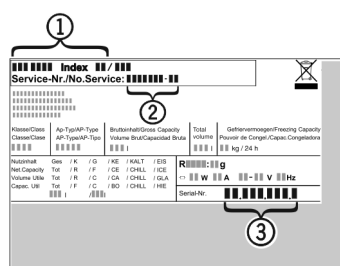 1
Index /
Service-Nr./No.Service: -
2
Klasse/Class Ap-Typ/AP-Type Bruttoinhalt/Gross Capacity Total Gefriervermoegen/Freezing Capacity
Classe/Clase AP-Type/AP-Tipo Volume Brut/Capacidad Bruta volume Pouvoir de Congel./Capac.Congeladora
l l kg / 24 h
Nutzinhalt Ges / K / G / KE / KALT / EIS
Net.Capacity Tot / R / F / CE / CHILL / ICE
Volume Utile Tot / R / C / CA / CHILL / GLA
Capac. Util Tot / F / C / BO / CHILL / HIE
l / l
R : g
W A - V Hz
Serial-Nr. . . .
3